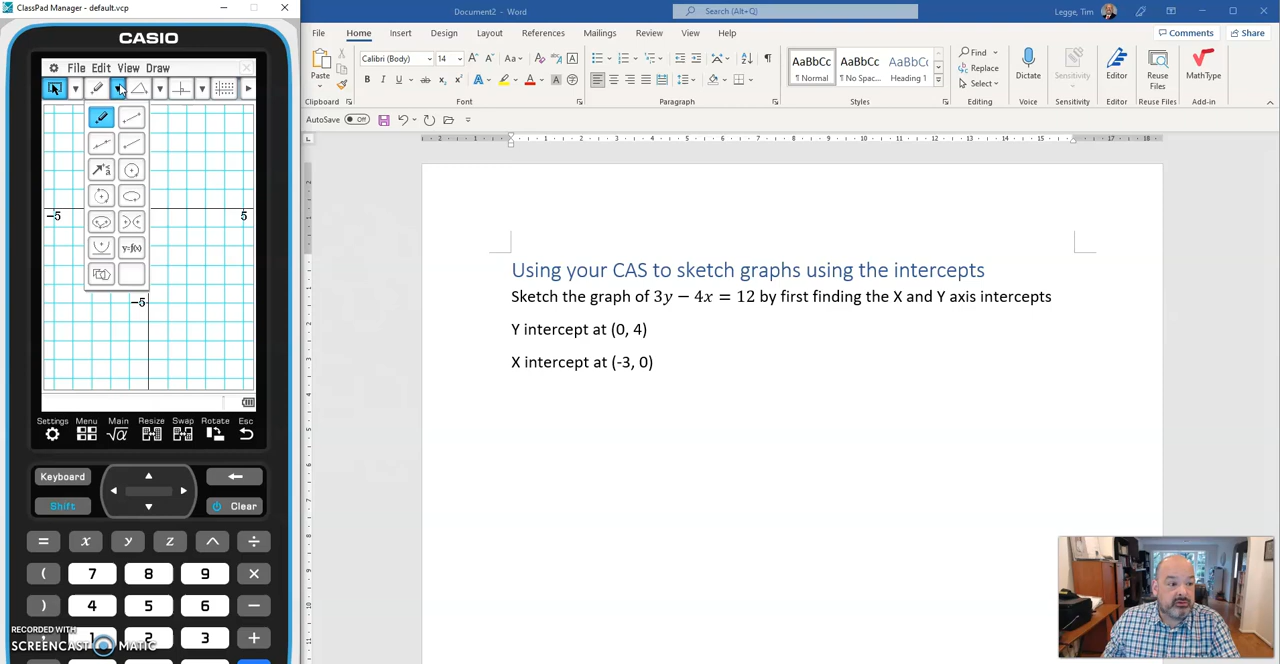 ClassPad Manager - default.vcp
CASIO
File Edit View Draw
y=f(x)
-5 5
-5
Settings Menu Main Resize Swap Rotate Esc
Keyboard
Shift Clear
= x y z ^ ÷
( 7 8 9 ×
) 4 5 6 −
, 1 2 3 +
RECORDED WITH
SCREENCAST MATIC
Document2 - Word
Search (Alt+Q)
Legge, Tim
File Home Insert Draw Design Layout References Mailings Review View Help
Comments Share
Paste
Calibri (Body) 14
Clipboard Font Paragraph Styles Editing Voice Sensitivity Editor Reuse Files Add-in
AaBbCc AaBbCc AaBbCc
¶ Normal ¶ No Spac... Heading 1
Find
Replace
Select
Dictate
Sensitivity
Editor
Reuse
Files
MathType
AutoSave Off
Using your CAS to sketch graphs using the intercepts
Sketch the graph of 3y − 4x = 12 by first finding the X and Y axis intercepts
Y intercept at (0, 4)
X intercept at (-3, 0)